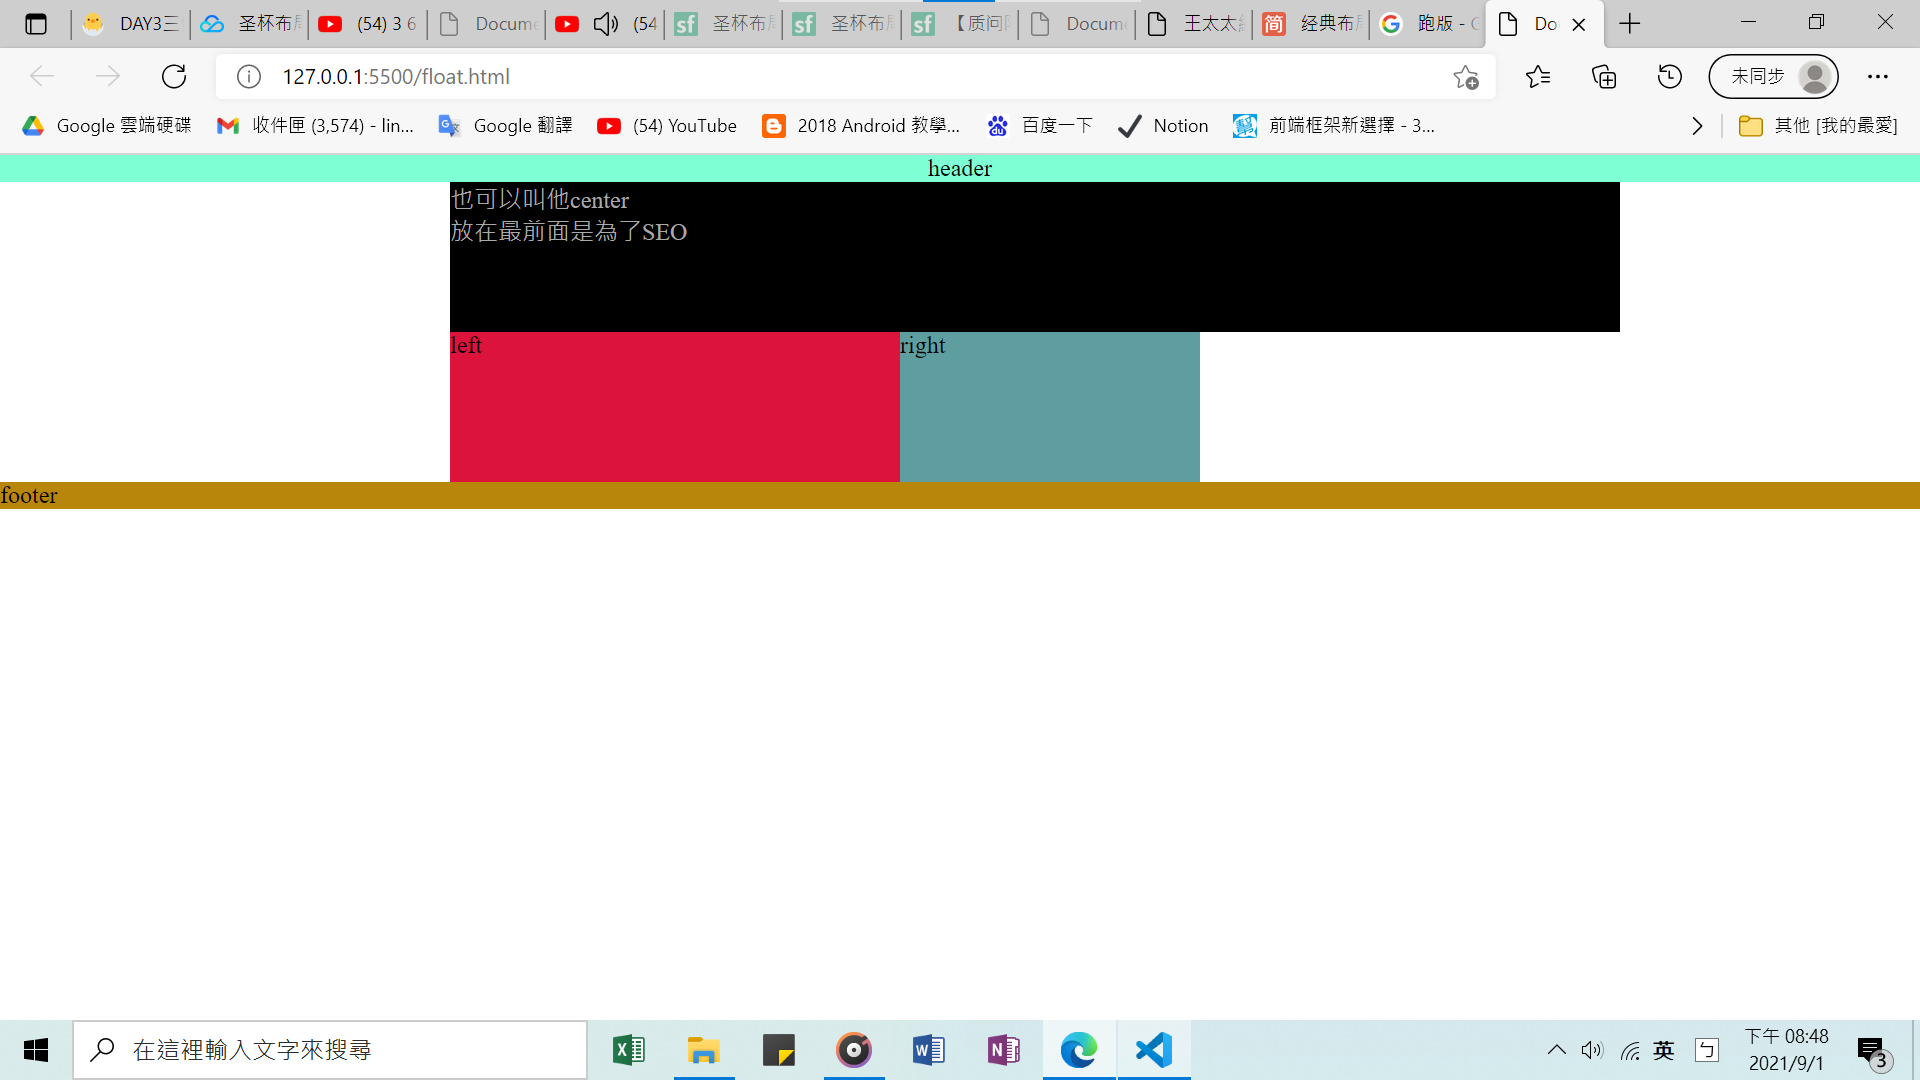 DAY3三
圣杯布局
(54) 3 6
Docume
(54
圣杯布局
圣杯布局
【质问
Docume
王太太
经典布局
跑版 - G
Do
127.0.0.1:5500/float.html
未同步
Google 雲端硬碟
收件匣 (3,574) - lin...
Google 翻譯
(54) YouTube
2018 Android 教學...
百度一下
Notion
前端框架新選擇 - 3...
其他 [我的最愛]
header
也可以叫他center
放在最前面是為了SEO
left
right
footer
在這裡輸入文字來搜尋
英
ㄅ
下午 08:48
2021/9/1
3